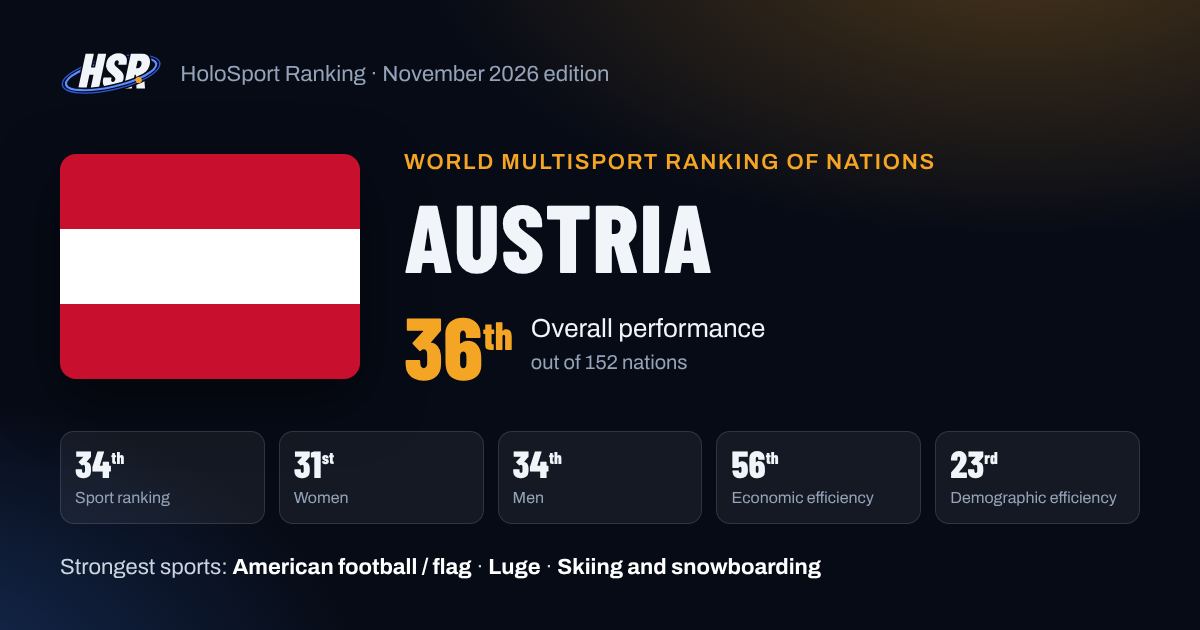 HSR
HoloSport Ranking · November 2026 edition
WORLD MULTISPORT RANKING OF NATIONS
AUSTRIA
36th
Overall performance
out of 152 nations
34th
Sport ranking
31st
Women
34th
Men
56th
Economic efficiency
23rd
Demographic efficiency
Strongest sports: American football / flag · Luge · Skiing and snowboarding